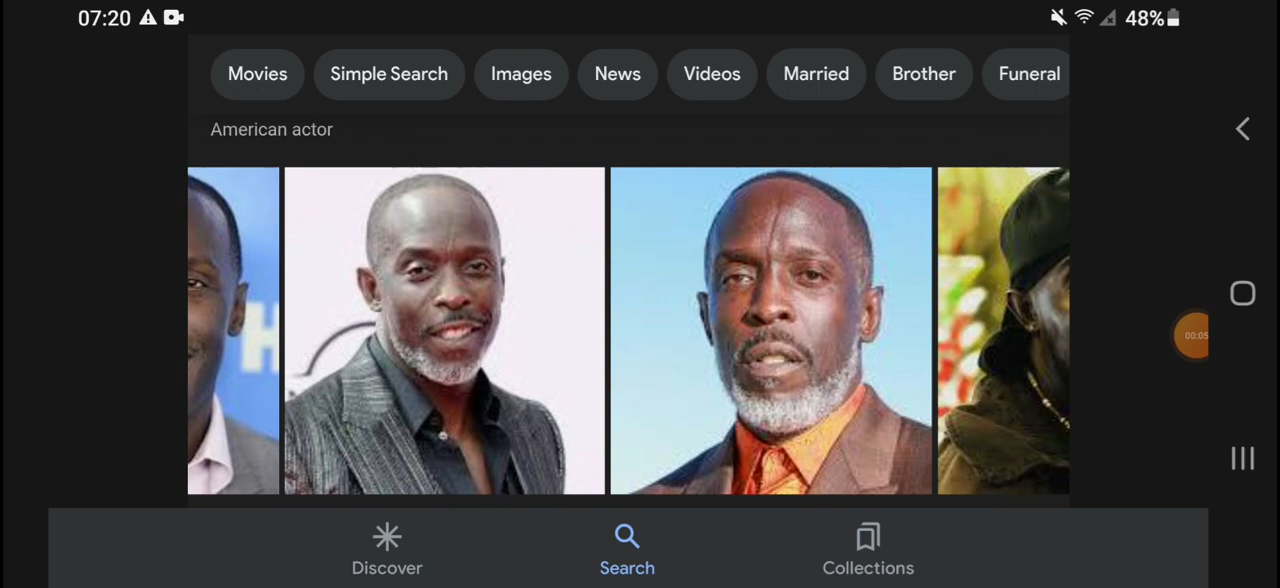 07:20 48%
Movies Simple Search Images News Videos Married Brother Funeral
American actor
H
00:05
Discover Search Collections